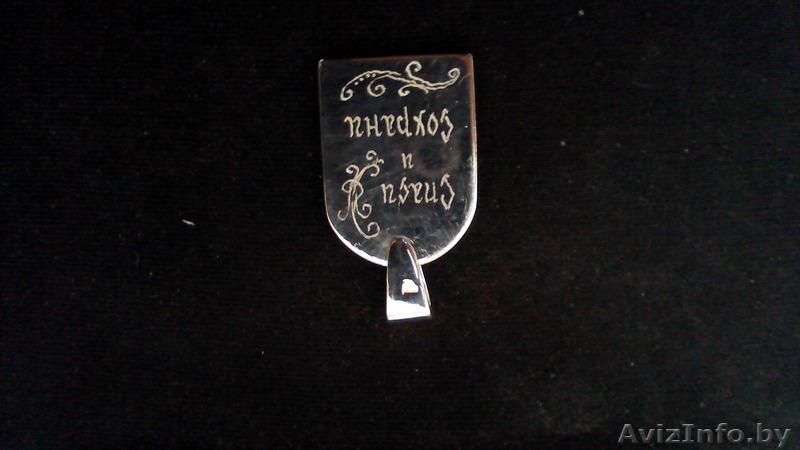 Спаси
и
Сохрани
AvizInfo.by